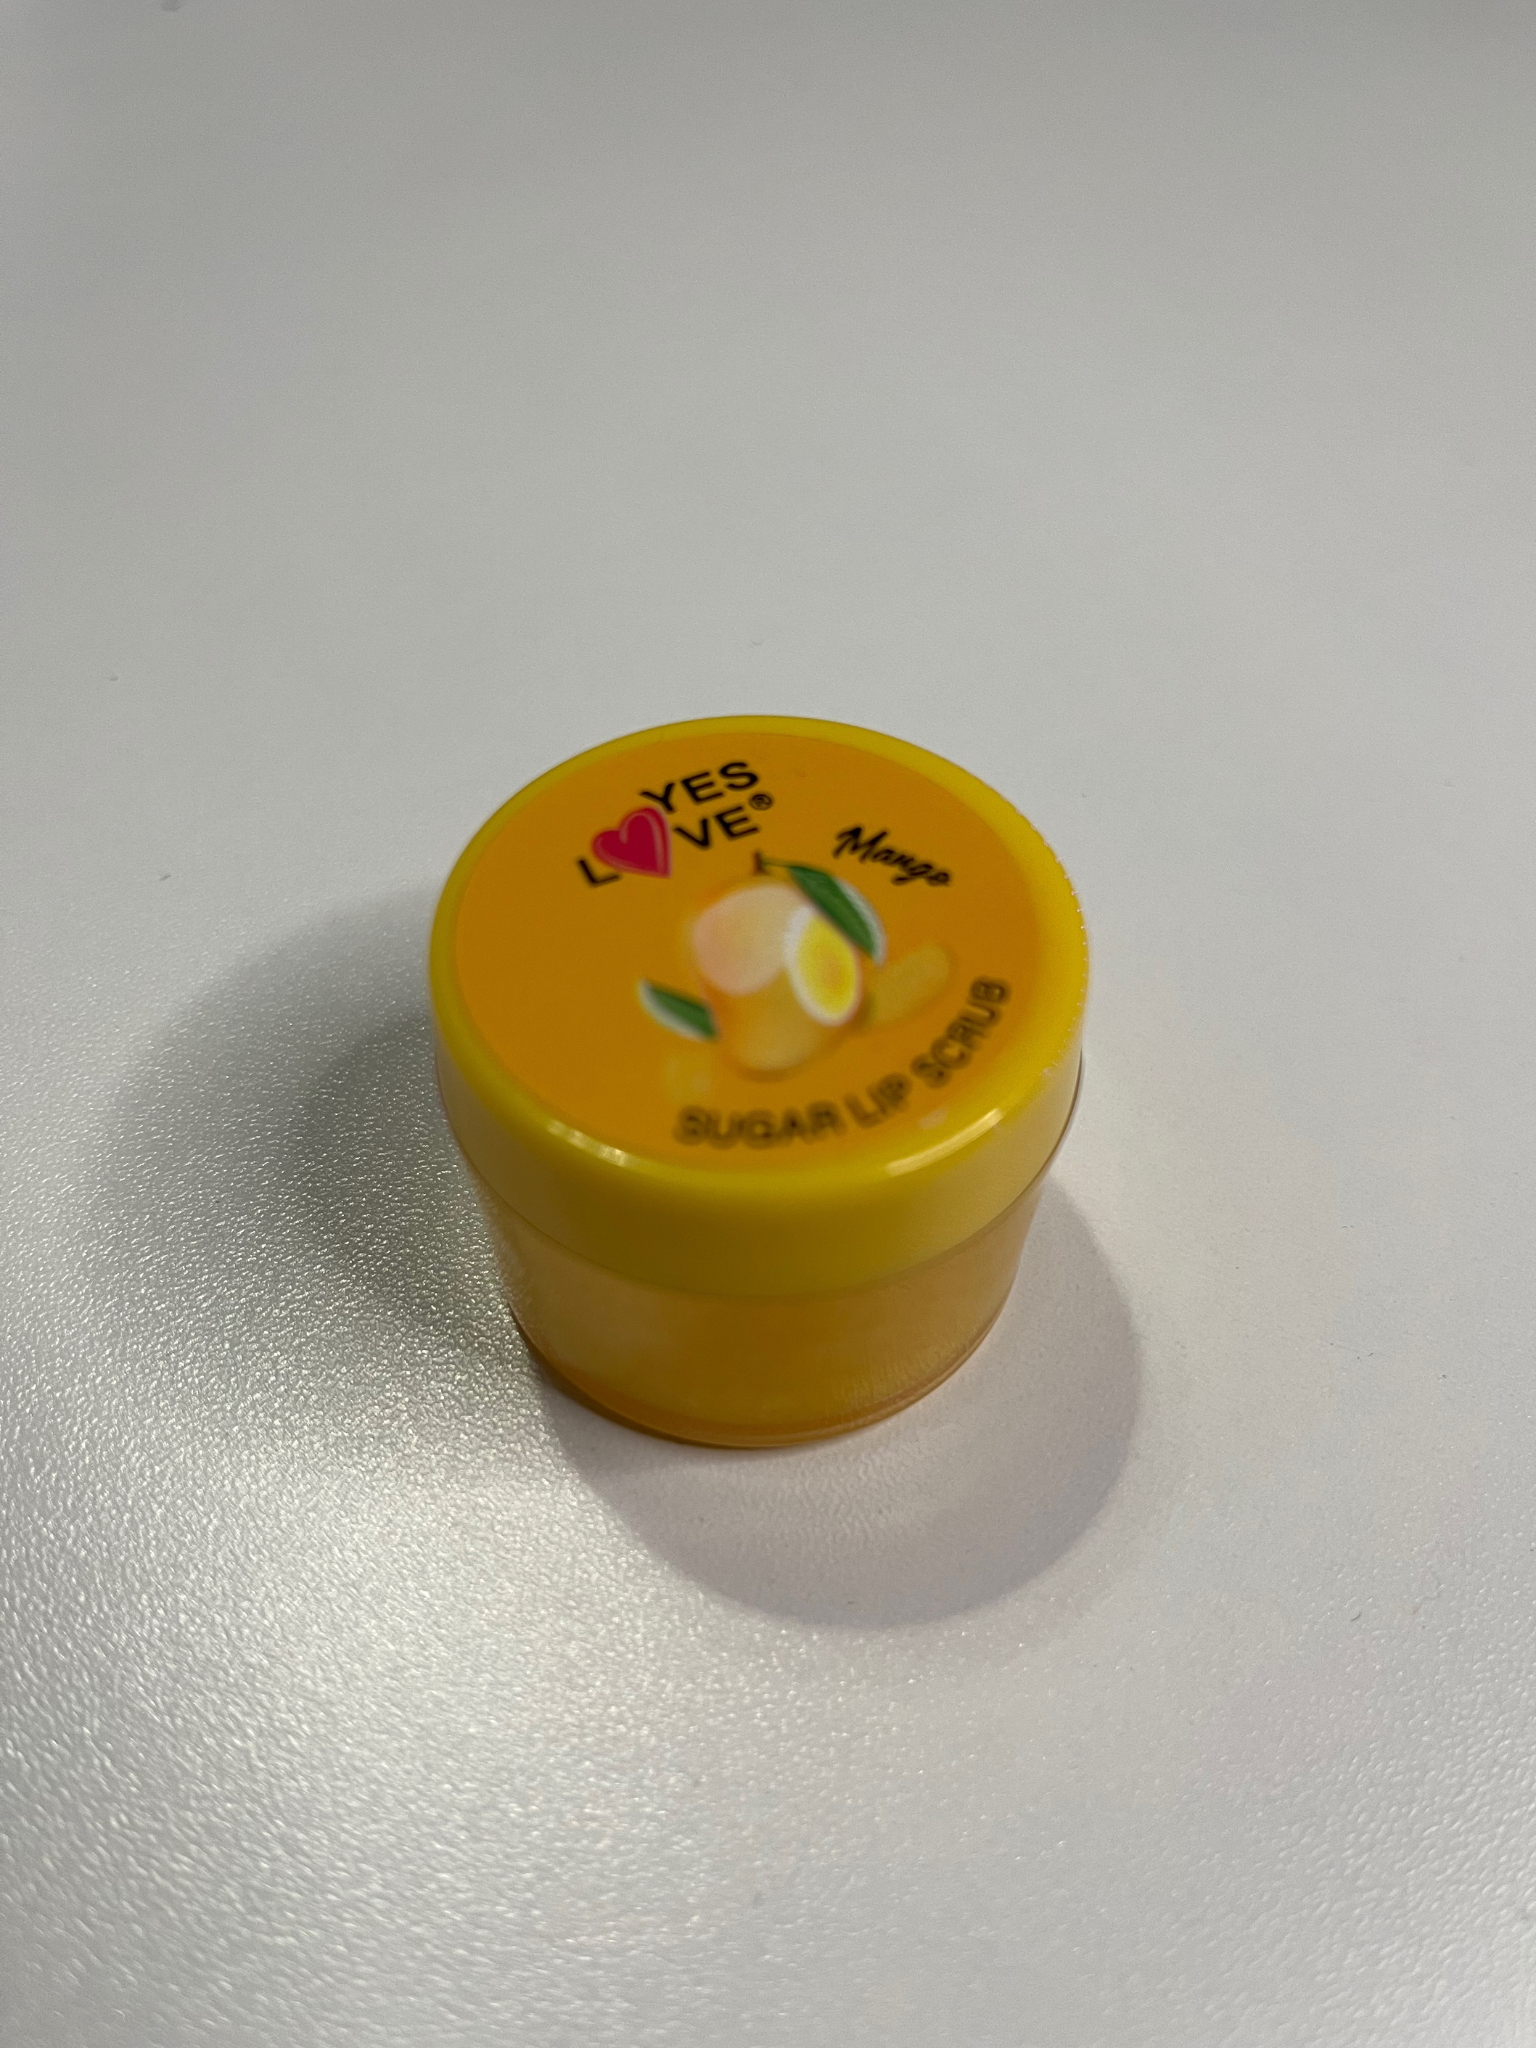 YES
LOVE®
Mango
SUGAR LIP SCRUB